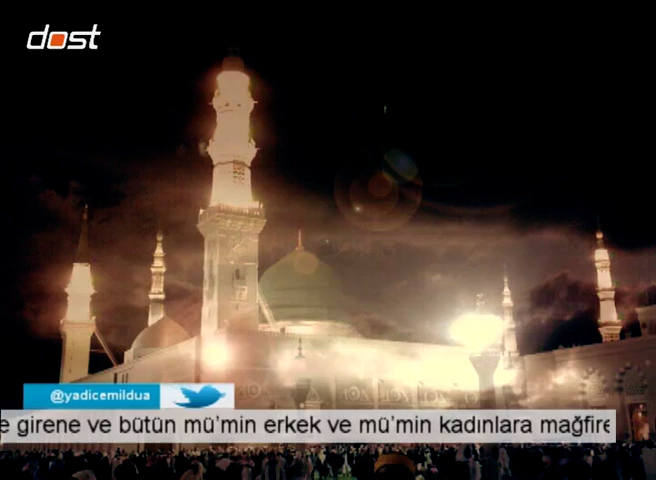 dost
@yadicemildua
e girene ve bütün mü'min erkek ve mü'min kadınlara mağfire